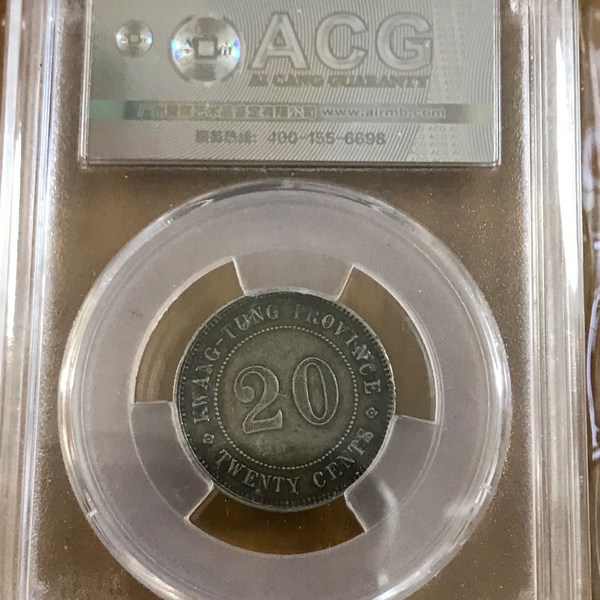 ACG
AI CANG GUARANTY
www.airmb.com
服务热线: 400-155-6698
KWANG-TUNG PROVINCE
20
TWENTY CENTS